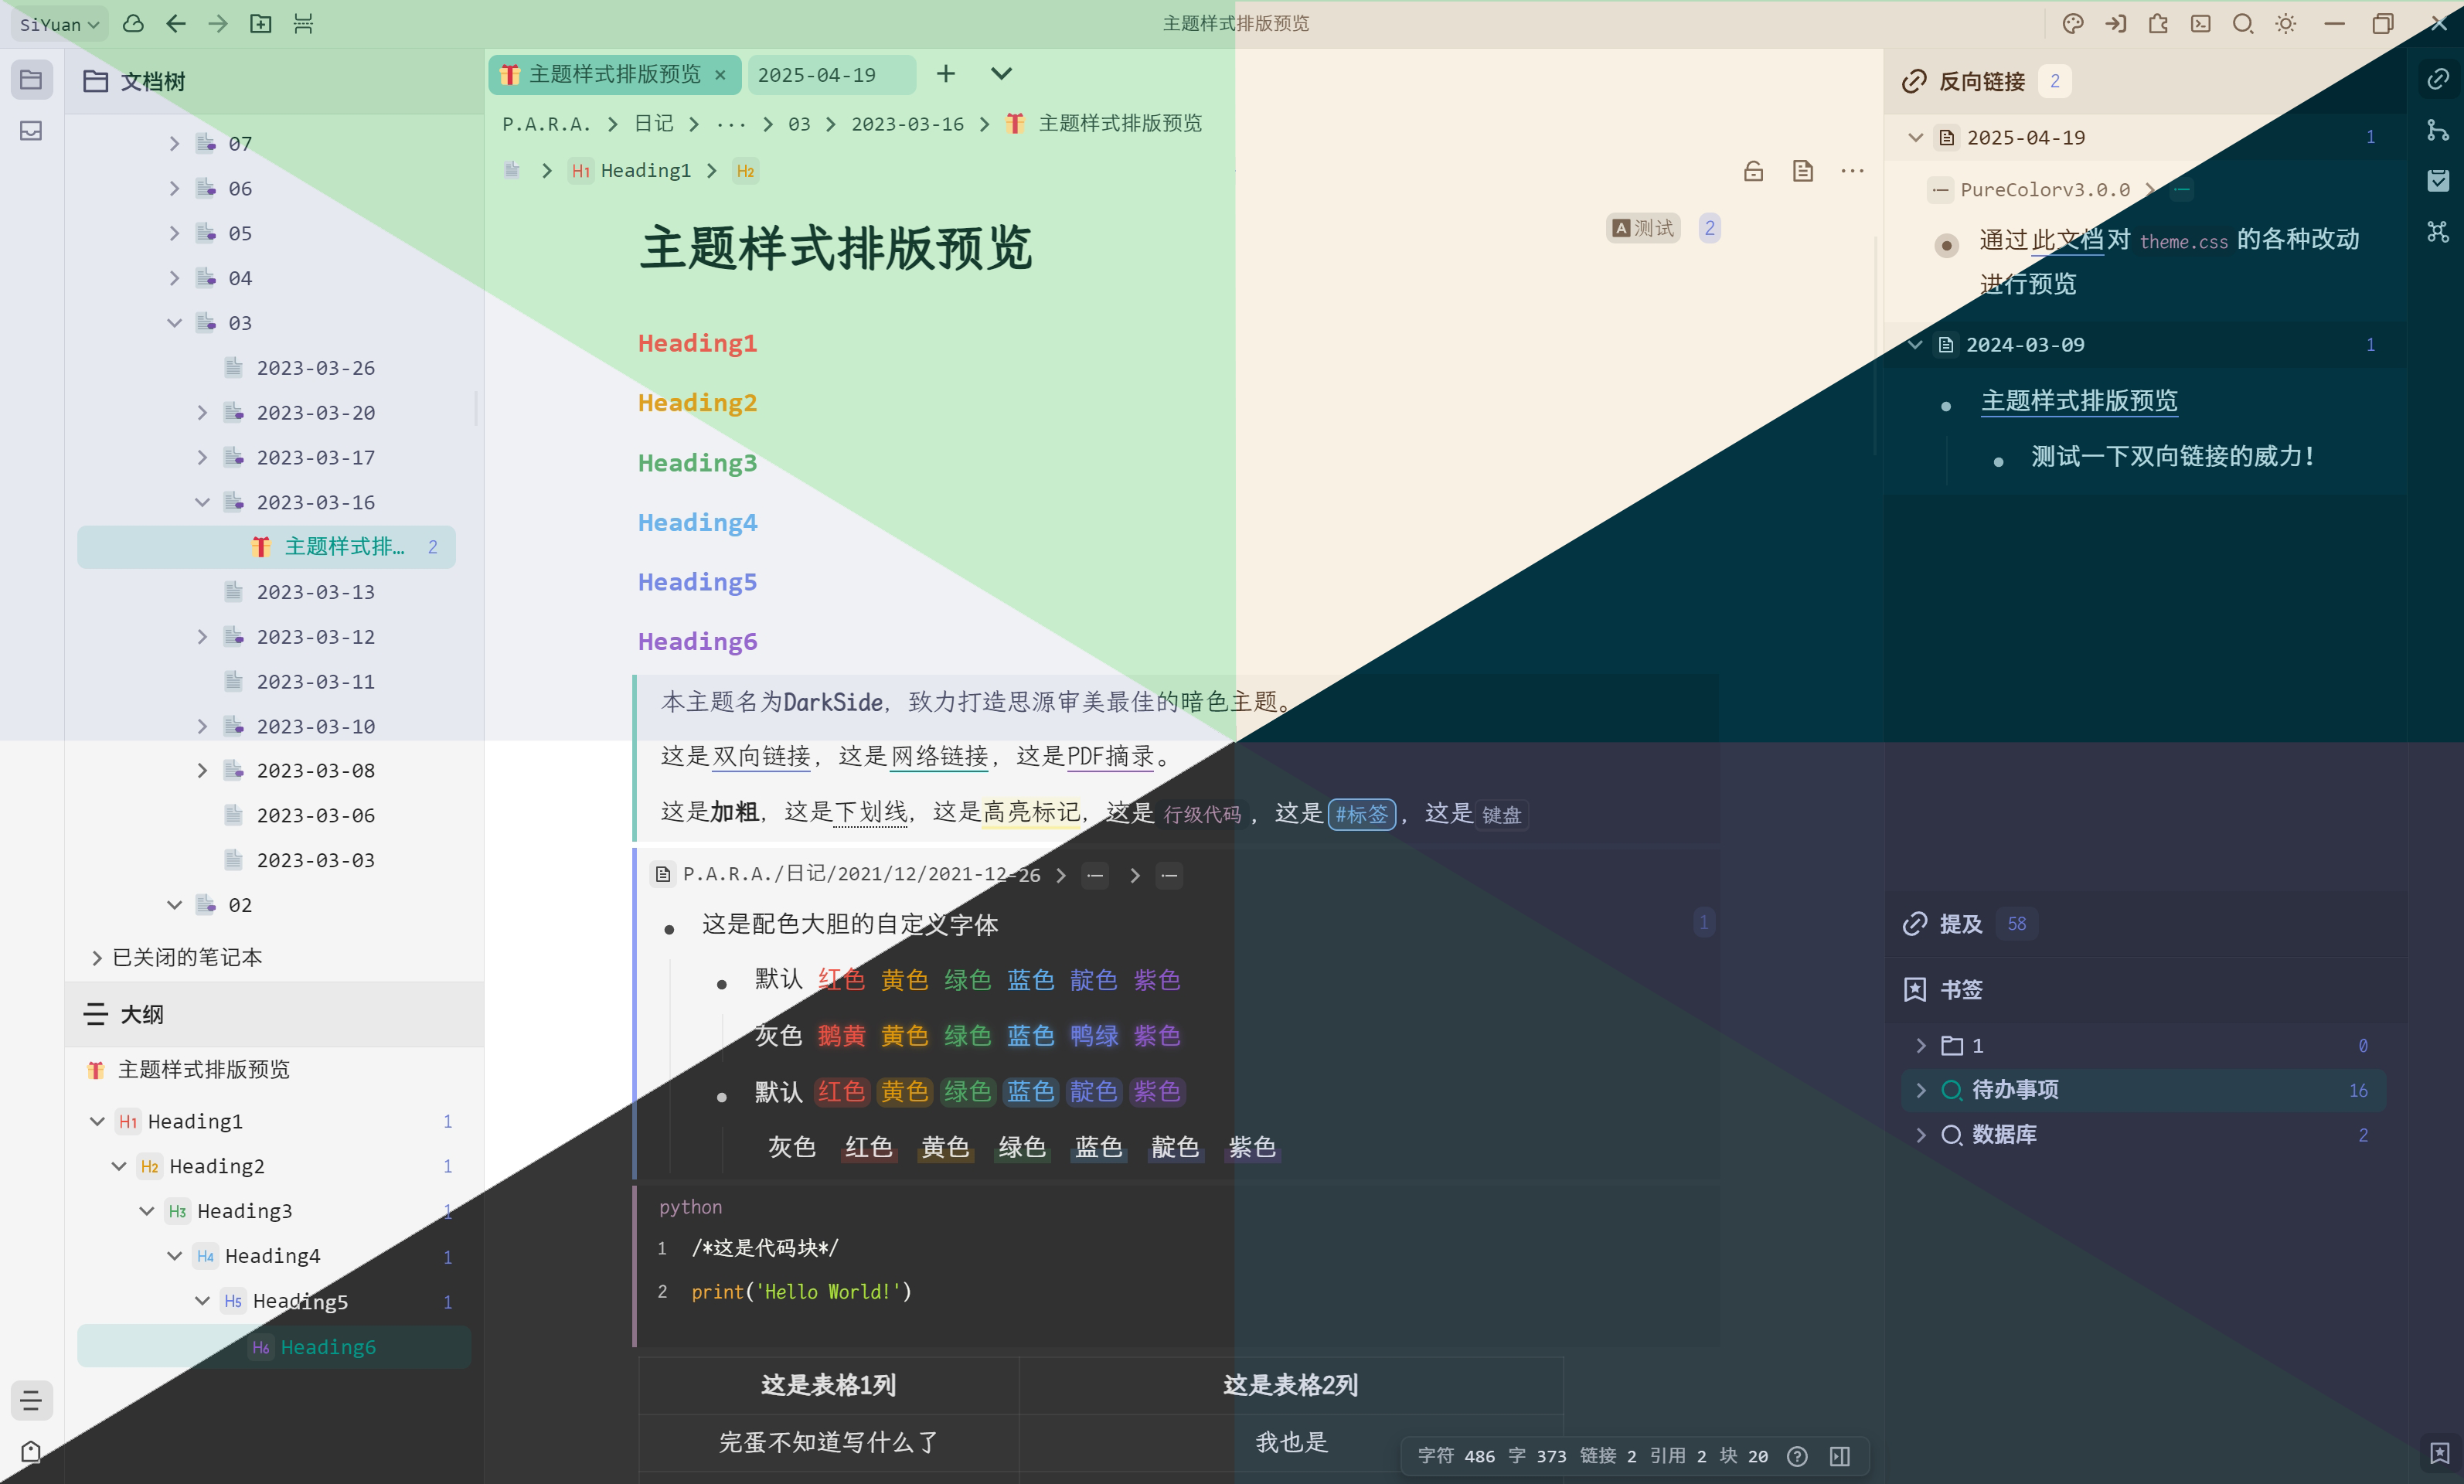 SiYuan
主题样式排版预览
文档树
07
06
05
04
03
2023-03-26
2023-03-20
2023-03-17
2023-03-16
主题样式排… 2
2023-03-13
2023-03-12
2023-03-11
2023-03-10
2023-03-08
2023-03-06
2023-03-03
02
已关闭的笔记本
大纲
主题样式排版预览
H1 Heading1 1
H2 Heading2 1
H3 Heading3 1
H4 Heading4 1
H5 Heading5 1
H6 Heading6
主题样式排版预览 × 2025-04-19
P.A.R.A. > 日记 > ··· > 03 > 2023-03-16 > 主题样式排版预览
> H1 Heading1 > H2
A 测试 2
主题样式排版预览
Heading1
Heading2
Heading3
Heading4
Heading5
Heading6
本主题名为DarkSide，致力打造思源审美最佳的暗色主题。
这是双向链接，这是网络链接，这是PDF摘录。
这是加粗，这是下划线，这是高亮标记，这是 行级代码 ，这是 #标签 ，这是 键盘
P.A.R.A./日记/2021/12/2021-12-26 > >
1
这是配色大胆的自定义字体
默认 红色 黄色 绿色 蓝色 靛色 紫色
灰色 鹅黄 黄色 绿色 蓝色 鸭绿 紫色
默认 红色 黄色 绿色 蓝色 靛色 紫色
灰色 红色 黄色 绿色 蓝色 靛色 紫色
python
1 /*这是代码块*/
2 print('Hello World!')
这是表格1列 这是表格2列
完蛋不知道写什么了 我也是
字符 486 字 373 链接 2 引用 2 块 20
反向链接 2
2025-04-19 1
PureColorv3.0.0 >
通过此文档对 theme.css 的各种改动
进行预览
2024-03-09 1
主题样式排版预览
测试一下双向链接的威力！
提及 58
书签
1 0
待办事项 16
数据库 2